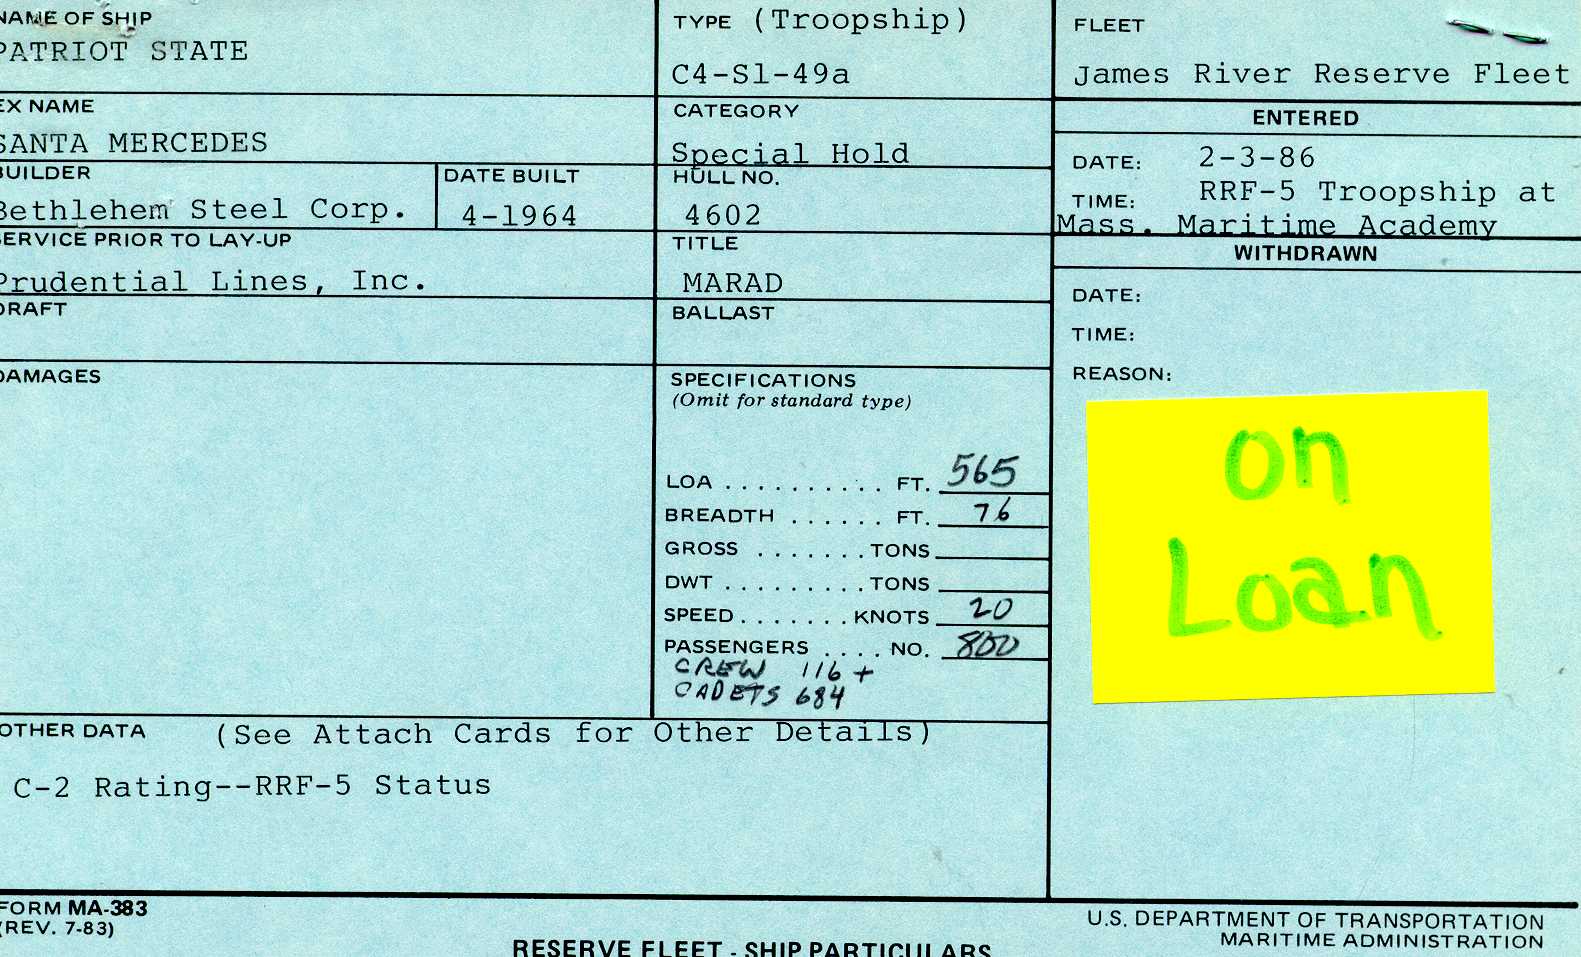 NAME OF SHIP
PATRIOT STATE
TYPE (Troopship)
C4-S1-49a
FLEET
James River Reserve Fleet
EX NAME
SANTA MERCEDES
CATEGORY
Special Hold
ENTERED
DATE: 2-3-86
TIME: RRF-5 Troopship at
Mass. Maritime Academy
BUILDER
Bethlehem Steel Corp.
DATE BUILT
4-1964
HULL NO.
4602
SERVICE PRIOR TO LAY-UP
Prudential Lines, Inc.
TITLE
MARAD
WITHDRAWN
DATE:
TIME:
REASON:
DRAFT
BALLAST
DAMAGES
SPECIFICATIONS
(Omit for standard type)
LOA . . . . . . . . . . FT. 565
BREADTH . . . . . . FT. 76
GROSS . . . . . . . TONS
DWT . . . . . . . . . TONS
SPEED . . . . . . . KNOTS 20
PASSENGERS . . . . NO. 800
CREW 116 +
CADETS 684
on
Loan
OTHER DATA (See Attach Cards for Other Details)
C-2 Rating--RRF-5 Status
FORM MA-383
(REV. 7-83)
RESERVE FLEET - SHIP PARTICULARS
U.S. DEPARTMENT OF TRANSPORTATION
MARITIME ADMINISTRATION